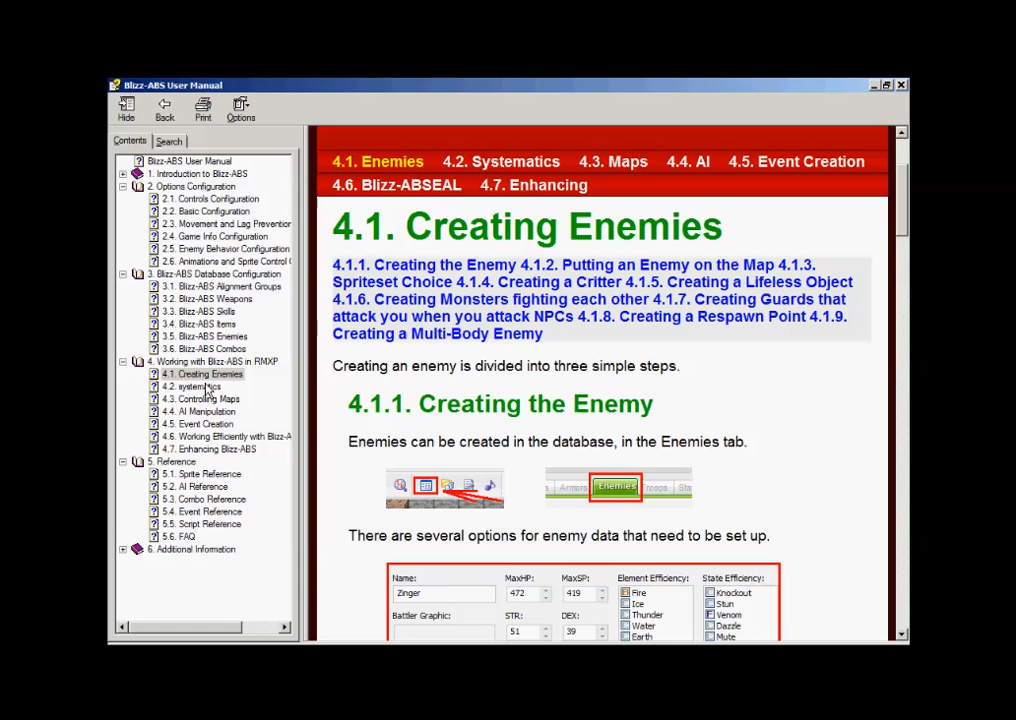 Blizz-ABS User Manual
Hide Back Print Options
Contents Search
Blizz-ABS User Manual
1. Introduction to Blizz-ABS
2. Options Configuration
2.1. Controls Configuration
2.2. Basic Configuration
2.3. Movement and Lag Prevention
2.4. Game Info Configuration
2.5. Enemy Behavior Configuration
2.6. Animations and Sprite Control
3. Blizz-ABS Database Configuration
3.1. Blizz-ABS Alignment Groups
3.2. Blizz-ABS Weapons
3.3. Blizz-ABS Skills
3.4. Blizz-ABS Items
3.5. Blizz-ABS Enemies
3.6. Blizz-ABS Combos
4. Working with Blizz-ABS in RMXP
4.1. Creating Enemies
4.2. systematics
4.3. Controlling Maps
4.4. AI Manipulation
4.5. Event Creation
4.6. Working Efficiently with Blizz-A
4.7. Enhancing Blizz-ABS
5. Reference
5.1. Sprite Reference
5.2. AI Reference
5.3. Combo Reference
5.4. Event Reference
5.5. Script Reference
5.6. FAQ
6. Additional Information
4.1. Enemies 4.2. Systematics 4.3. Maps 4.4. AI 4.5. Event Creation
4.6. Blizz-ABSEAL 4.7. Enhancing
4.1. Creating Enemies
4.1.1. Creating the Enemy 4.1.2. Putting an Enemy on the Map 4.1.3.
Spriteset Choice 4.1.4. Creating a Critter 4.1.5. Creating a Lifeless Object
4.1.6. Creating Monsters fighting each other 4.1.7. Creating Guards that
attack you when you attack NPCs 4.1.8. Creating a Respawn Point 4.1.9.
Creating a Multi-Body Enemy
Creating an enemy is divided into three simple steps.
4.1.1. Creating the Enemy
Enemies can be created in the database, in the Enemies tab.
s Armors Enemies Troops Sta
There are several options for enemy data that need to be set up.
Name: MaxHP: MaxSP: Element Efficiency: State Efficiency:
Zinger 472 419 Fire Knockout
Ice Stun
Battler Graphic: STR: DEX: Thunder Venom
51 39 Water Dazzle
Earth Mute